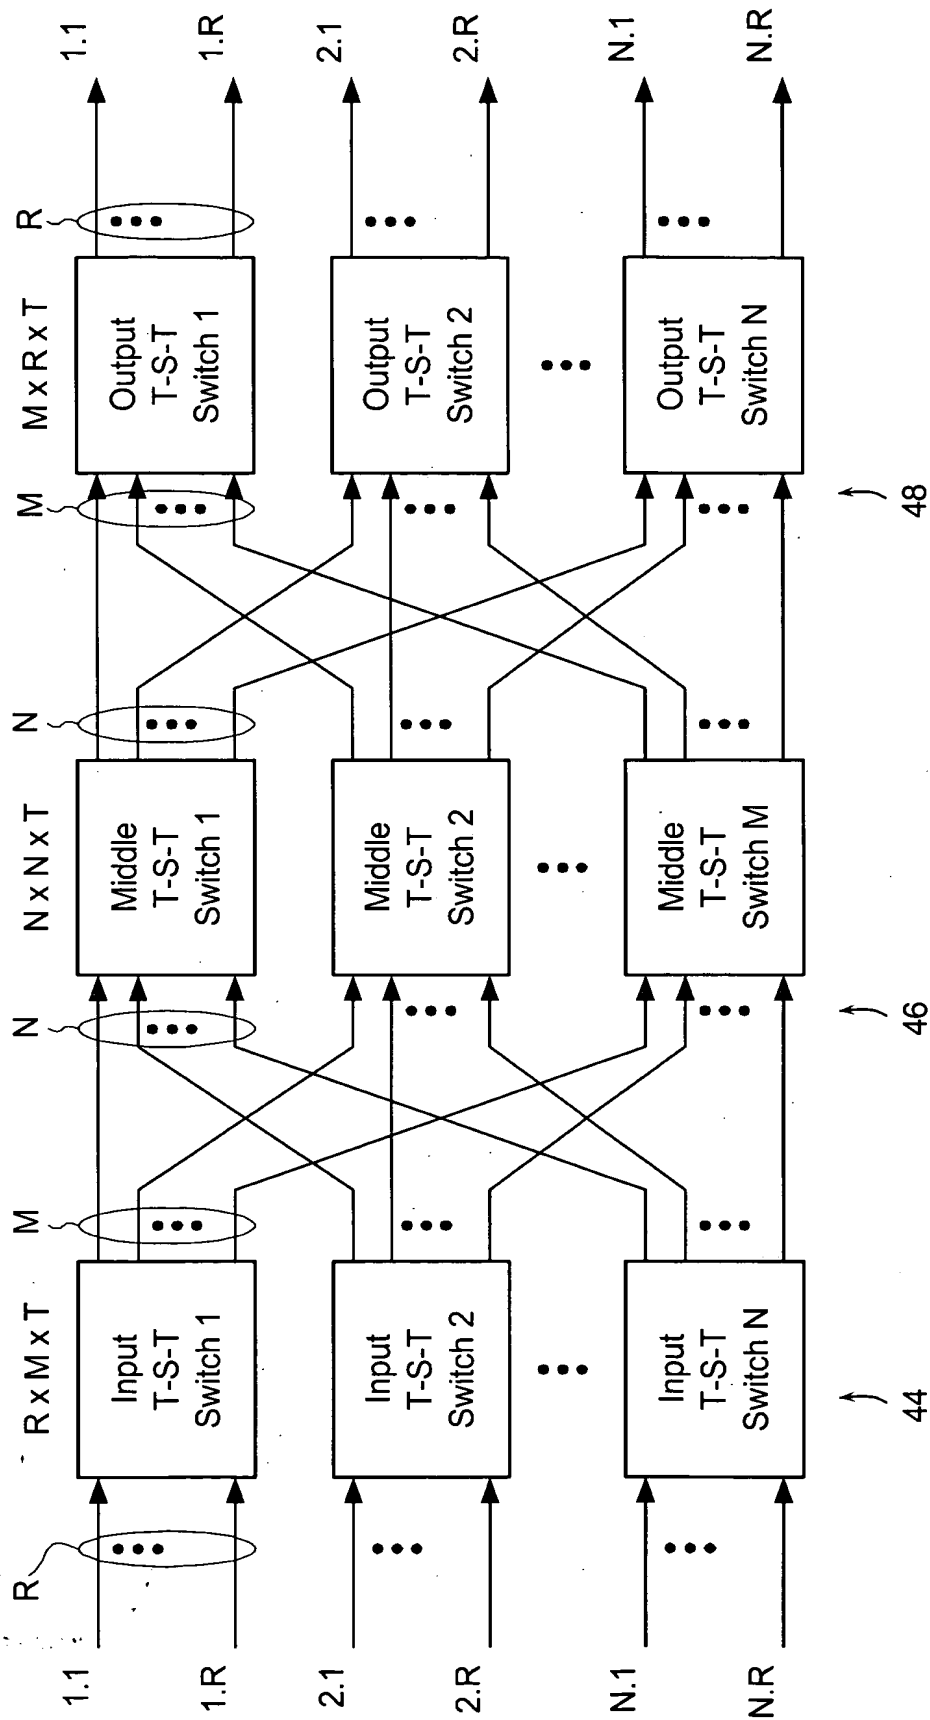 R x M x T
N x N x T
M x R x T
R
M
N
N
M
R
1.1
1.R
Input
T-S-T
Switch 1
Middle
T-S-T
Switch 1
Output
T-S-T
Switch 1
1.1
1.R
2.1
2.R
Input
T-S-T
Switch 2
Middle
T-S-T
Switch 2
Output
T-S-T
Switch 2
2.1
2.R
N.1
N.R
Input
T-S-T
Switch N
Middle
T-S-T
Switch M
Output
T-S-T
Switch N
N.1
N.R
44
46
48